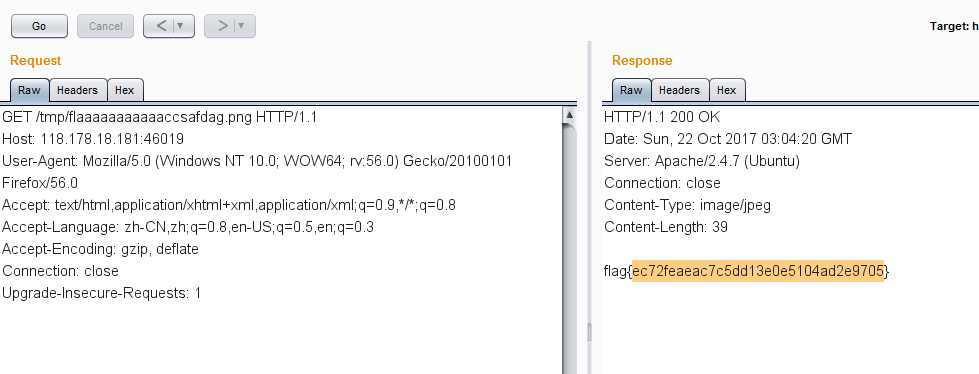 Go Cancel < >
Target: h
Request
Raw Headers Hex
GET /tmp/flaaaaaaaaaaaccsafdag.png HTTP/1.1
Host: 118.178.18.181:46019
User-Agent: Mozilla/5.0 (Windows NT 10.0; WOW64; rv:56.0) Gecko/20100101
Firefox/56.0
Accept: text/html,application/xhtml+xml,application/xml;q=0.9,*/*;q=0.8
Accept-Language: zh-CN,zh;q=0.8,en-US;q=0.5,en;q=0.3
Accept-Encoding: gzip, deflate
Connection: close
Upgrade-Insecure-Requests: 1
Response
Raw Headers Hex
HTTP/1.1 200 OK
Date: Sun, 22 Oct 2017 03:04:20 GMT
Server: Apache/2.4.7 (Ubuntu)
Connection: close
Content-Type: image/jpeg
Content-Length: 39
flag{ec72feaeac7c5dd13e0e5104ad2e9705}